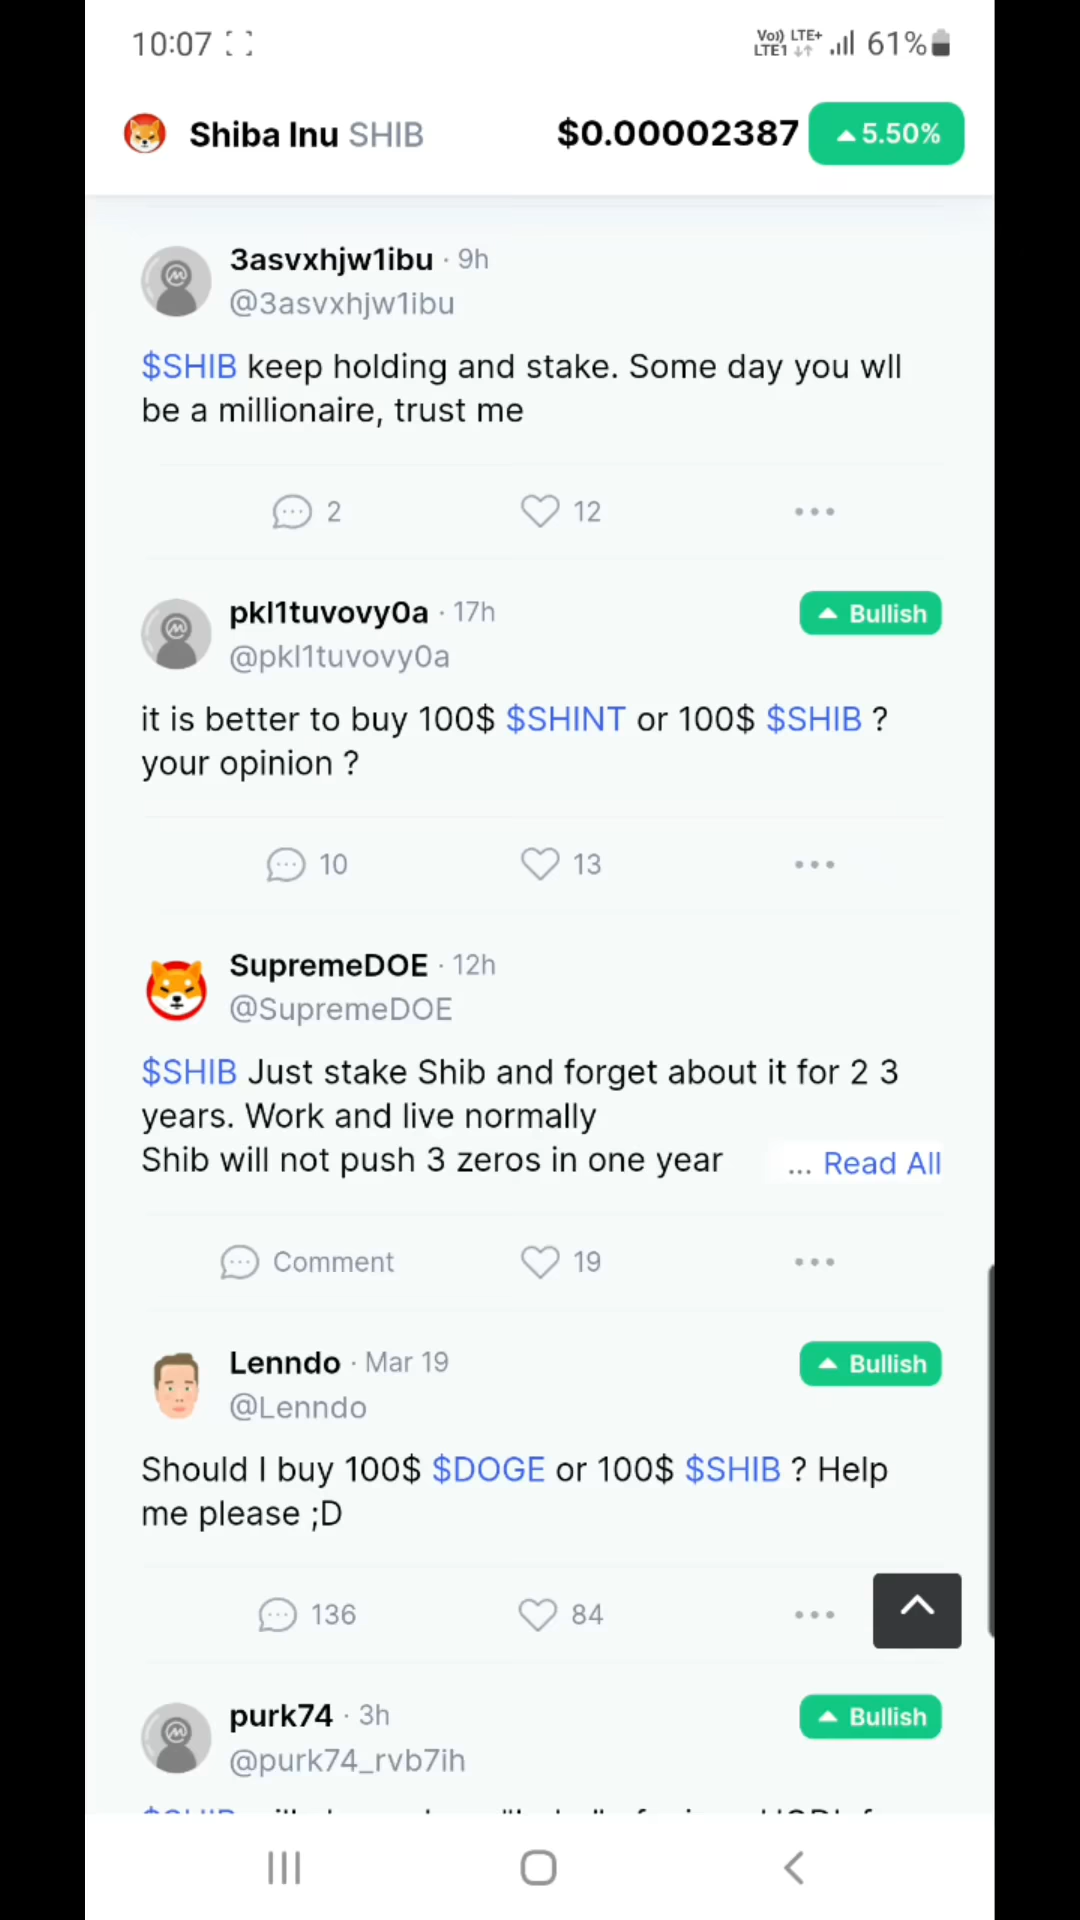 10:07
Vo)) LTE+
LTE1
61%
Shiba Inu SHIB
$0.00002387
5.50%
3asvxhjw1ibu · 9h
@3asvxhjw1ibu
$SHIB keep holding and stake. Some day you wll
be a millionaire, trust me
2
12
pkl1tuvovy0a · 17h
Bullish
@pkl1tuvovy0a
it is better to buy 100$ $SHINT or 100$ $SHIB ?
your opinion ?
10
13
SupremeDOE · 12h
@SupremeDOE
$SHIB Just stake Shib and forget about it for 2 3
years. Work and live normally
Shib will not push 3 zeros in one year ... Read All
Comment
19
Lenndo · Mar 19
Bullish
@Lenndo
Should I buy 100$ $DOGE or 100$ $SHIB ? Help
me please ;D
136
84
purk74 · 3h
Bullish
@purk74_rvb7ih